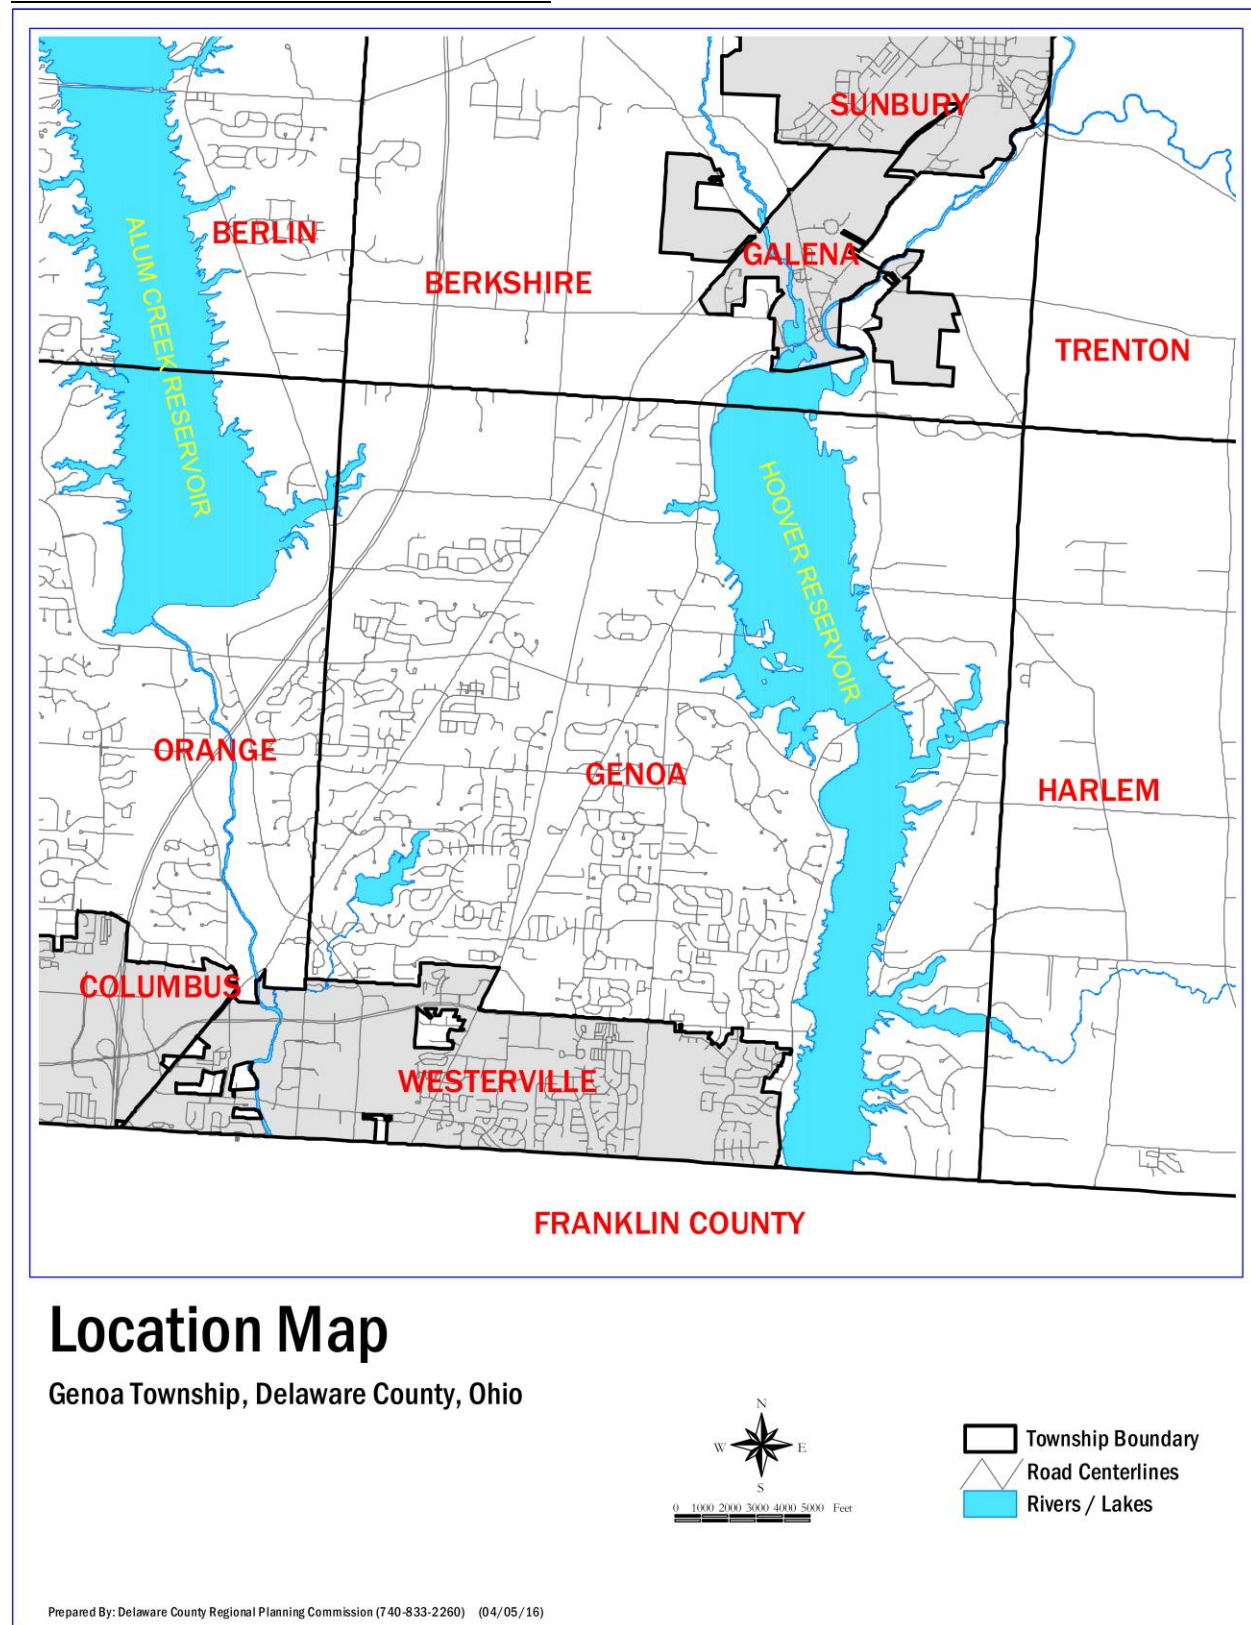 SUNBURY
BERLIN
GALENA
BERKSHIRE
TRENTON
ALUM CREEK RESERVOIR
HOOVER RESERVOIR
ORANGE
GENOA
HARLEM
COLUMBUS
WESTERVILLE
FRANKLIN COUNTY
Location Map
Genoa Township, Delaware County, Ohio
N
W E
S
0 1000 2000 3000 4000 5000 Feet
Township Boundary
Road Centerlines
Rivers / Lakes
Prepared By: Delaware County Regional Planning Commission (740-833-2260) (04/05/16)